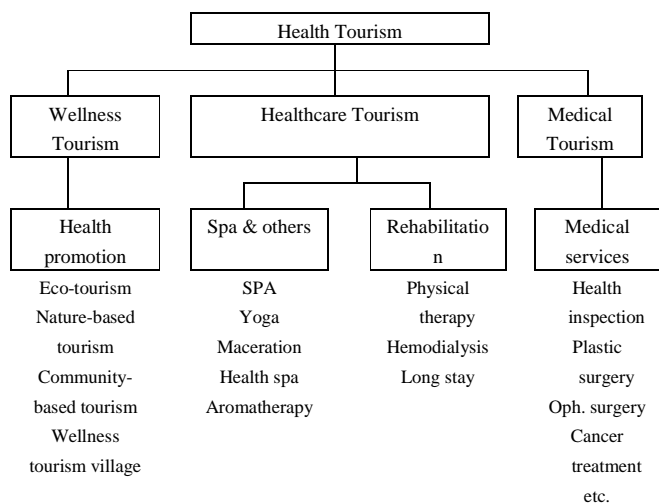 Health Tourism
Wellness
Tourism
Healthcare Tourism
Medical
Tourism
Health
promotion
Spa & others
Rehabilitatio
n
Medical
services
Eco-tourism
Nature-based
tourism
Community-
based tourism
Wellness
tourism village
SPA
Yoga
Maceration
Health spa
Aromatherapy
Physical
therapy
Hemodialysis
Long stay
Health
inspection
Plastic
surgery
Oph. surgery
Cancer
treatment
etc.